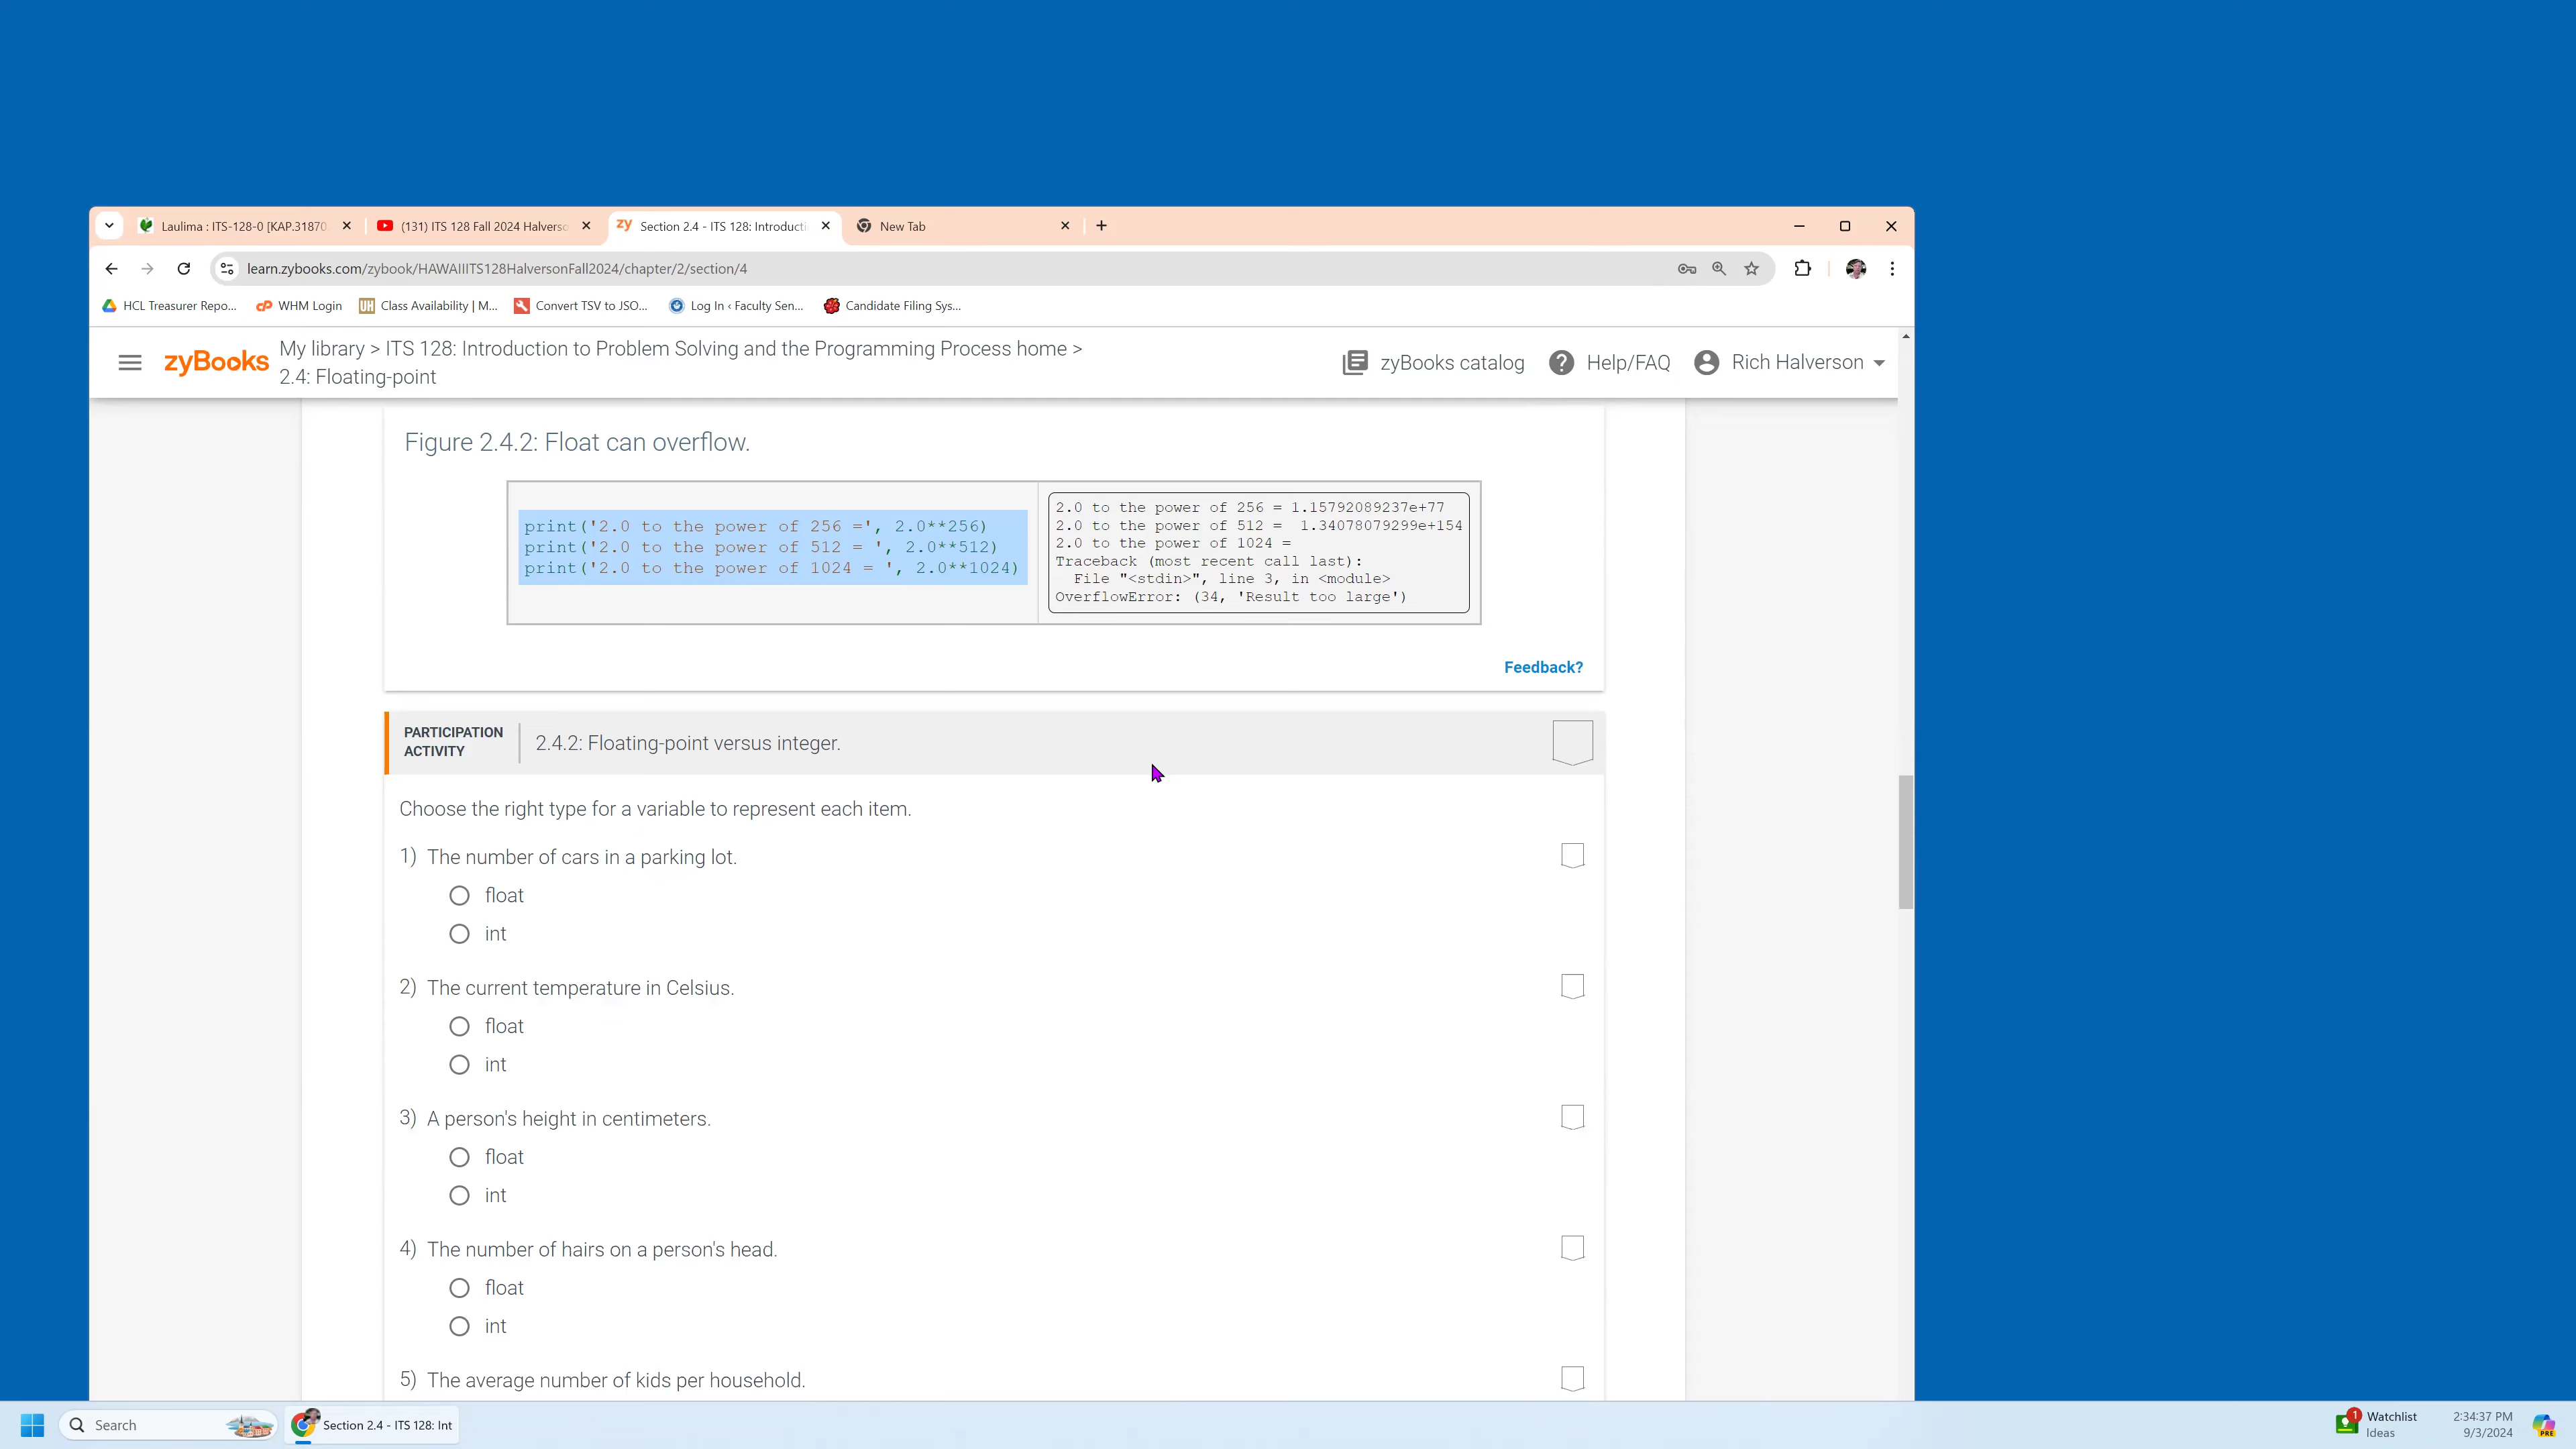 Laulima : ITS-128-0 [KAP.31870.
(131) ITS 128 Fall 2024 Halverso
zy Section 2.4 - ITS 128: Introducti
New Tab
learn.zybooks.com/zybook/HAWAIIITS128HalversonFall2024/chapter/2/section/4
HCL Treasurer Repo...
WHM Login
Class Availability | M...
Convert TSV to JSO...
Log In ‹ Faculty Sen...
Candidate Filing Sys...
zyBooks
My library > ITS 128: Introduction to Problem Solving and the Programming Process home >
2.4: Floating-point
zyBooks catalog
Help/FAQ
Rich Halverson
Figure 2.4.2: Float can overflow.
print('2.0 to the power of 256 =', 2.0**256)
print('2.0 to the power of 512 = ', 2.0**512)
print('2.0 to the power of 1024 = ', 2.0**1024)
2.0 to the power of 256 = 1.15792089237e+77
2.0 to the power of 512 =  1.34078079299e+154
2.0 to the power of 1024 =
Traceback (most recent call last):
File "<stdin>", line 3, in <module>
OverflowError: (34, 'Result too large')
Feedback?
PARTICIPATION
ACTIVITY
2.4.2: Floating-point versus integer.
Choose the right type for a variable to represent each item.
1) The number of cars in a parking lot.
float
int
2) The current temperature in Celsius.
float
int
3) A person's height in centimeters.
float
int
4) The number of hairs on a person's head.
float
int
5) The average number of kids per household.
Search
Section 2.4 - ITS 128: Int
1
Watchlist
Ideas
2:34:37 PM
9/3/2024
PRE